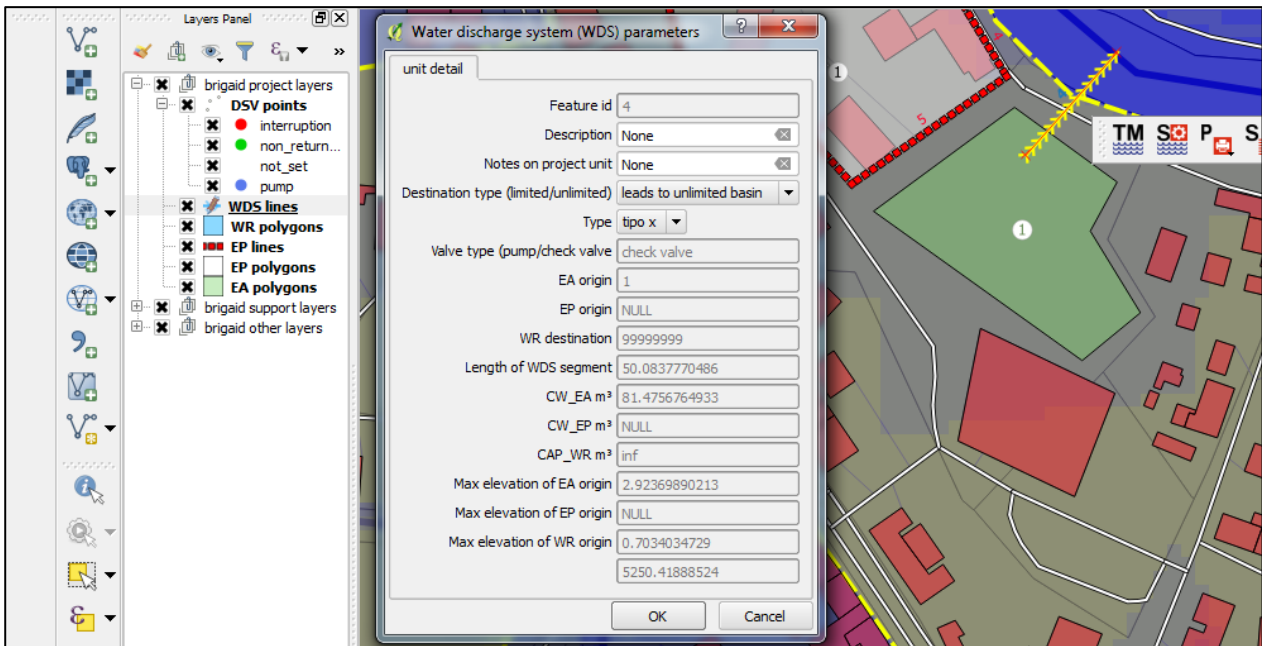 Layers Panel
»
brigaid project layers
DSV points
interruption
non_return...
not_set
pump
WDS lines
WR polygons
EP lines
EP polygons
EA polygons
brigaid support layers
brigaid other layers
Water discharge system (WDS) parameters
?
unit detail
Feature id 4
Description None
Notes on project unit None
Destination type (limited/unlimited) leads to unlimited basin
Type tipo x
Valve type (pump/check valve check valve
EA origin 1
EP origin NULL
WR destination 99999999
Length of WDS segment 50.0837770486
CW_EA m³ 81.4756764933
CW_EP m³ NULL
CAP_WR m³ inf
Max elevation of EA origin 2.92369890213
Max elevation of EP origin NULL
Max elevation of WR origin 0.7034034729
5250.41888524
OK Cancel
1
4
5
TM S P S
1